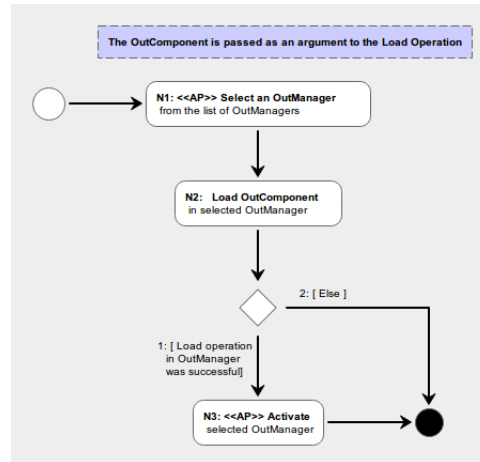 The OutComponent is passed as an argument to the Load Operation
N1: <<AP>> Select an OutManager
from the list of OutManagers
N2: Load OutComponent
in selected OutManager
2: [ Else ]
1: [ Load operation
in OutManager
was successful]
N3: <<AP>> Activate
selected OutManager